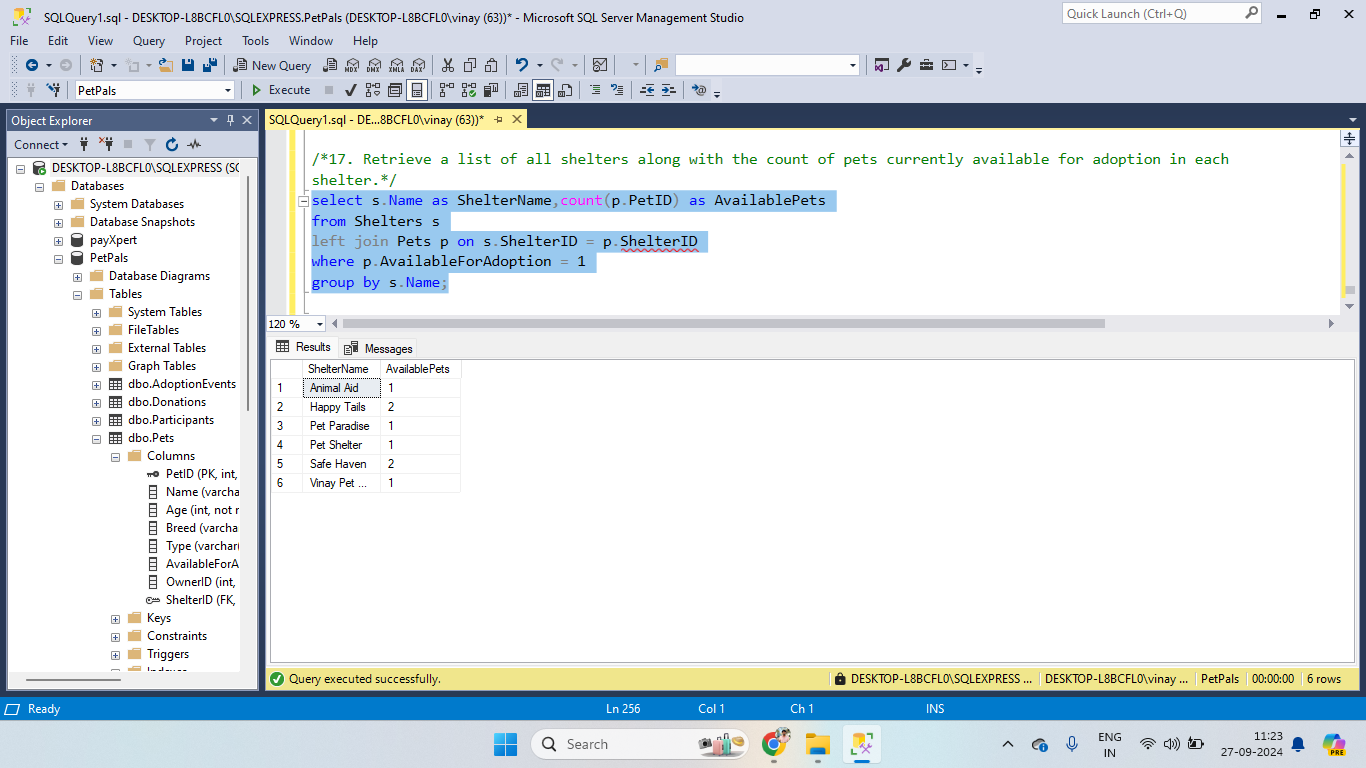 SQLQuery1.sql - DESKTOP-L8BCFL0\SQLEXPRESS.PetPals (DESKTOP-L8BCFL0\vinay (63))* - Microsoft SQL Server Management Studio
Quick Launch (Ctrl+Q)
File Edit View Query Project Tools Window Help
New Query
MDX DMX XMLA DAX
PetPals
Execute
Object Explorer
SQLQuery1.sql - DE...8BCFL0\vinay (63))*
Connect
DESKTOP-L8BCFL0\SQLEXPRESS (SQ
Databases
System Databases
Database Snapshots
payXpert
PetPals
Database Diagrams
Tables
System Tables
FileTables
External Tables
Graph Tables
dbo.AdoptionEvents
dbo.Donations
dbo.Participants
dbo.Pets
Columns
PetID (PK, int,
Name (varcha
Age (int, not r
Breed (varcha
Type (varchar(
AvailableForA
OwnerID (int,
ShelterID (FK,
Keys
Constraints
Triggers
Indexes
/*17. Retrieve a list of all shelters along with the count of pets currently available for adoption in each
shelter.*/
select s.Name as ShelterName,count(p.PetID) as AvailablePets
from Shelters s
left join Pets p on s.ShelterID = p.ShelterID
where p.AvailableForAdoption = 1
group by s.Name;
120 %
Results Messages
ShelterName AvailablePets
1 Animal Aid 1
2 Happy Tails 2
3 Pet Paradise 1
4 Pet Shelter 1
5 Safe Haven 2
6 Vinay Pet ... 1
Query executed successfully.
DESKTOP-L8BCFL0\SQLEXPRESS ... DESKTOP-L8BCFL0\vinay ... PetPals 00:00:00 6 rows
Ready Ln 256 Col 1 Ch 1 INS
Search
ENG
IN
11:23
27-09-2024
PRE